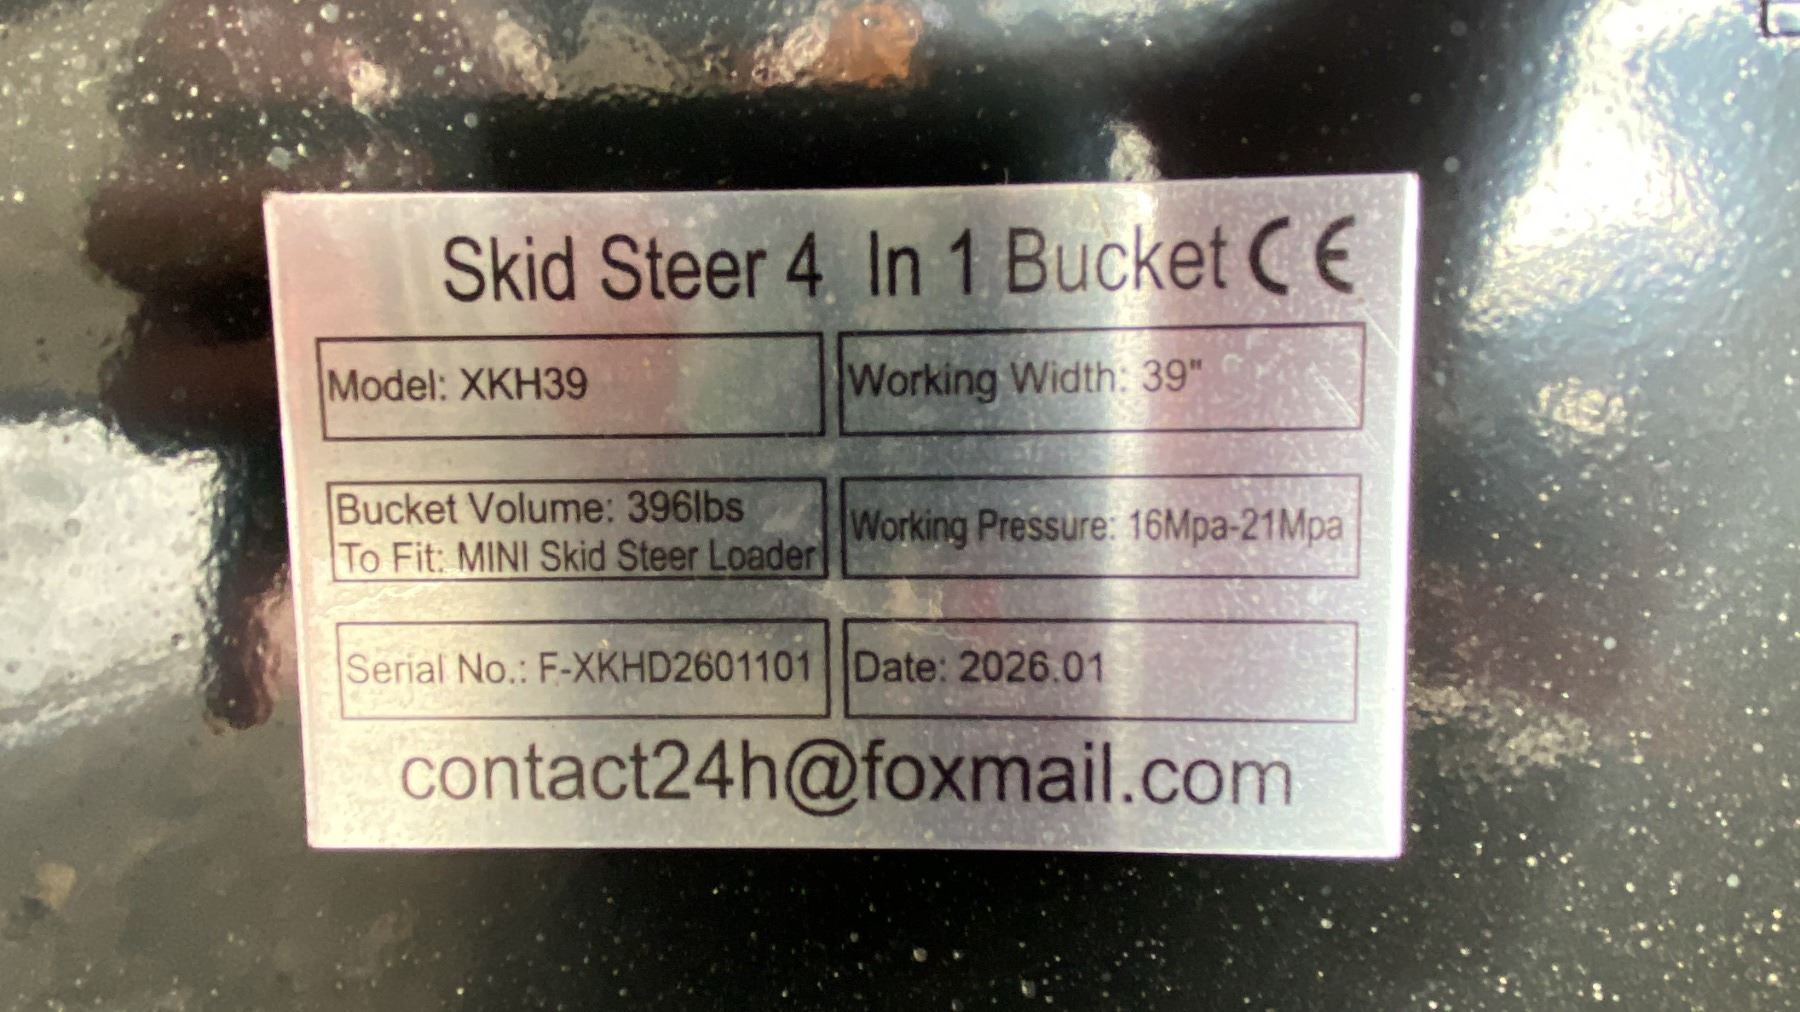 Skid Steer 4 In 1 Bucket CE
Model: XKH39
Working Width: 39"
Bucket Volume: 396lbs
To Fit: MINI Skid Steer Loader
Working Pressure: 16Mpa-21Mpa
Serial No.: F-XKHD2601101
Date: 2026.01
contact24h@foxmail.com